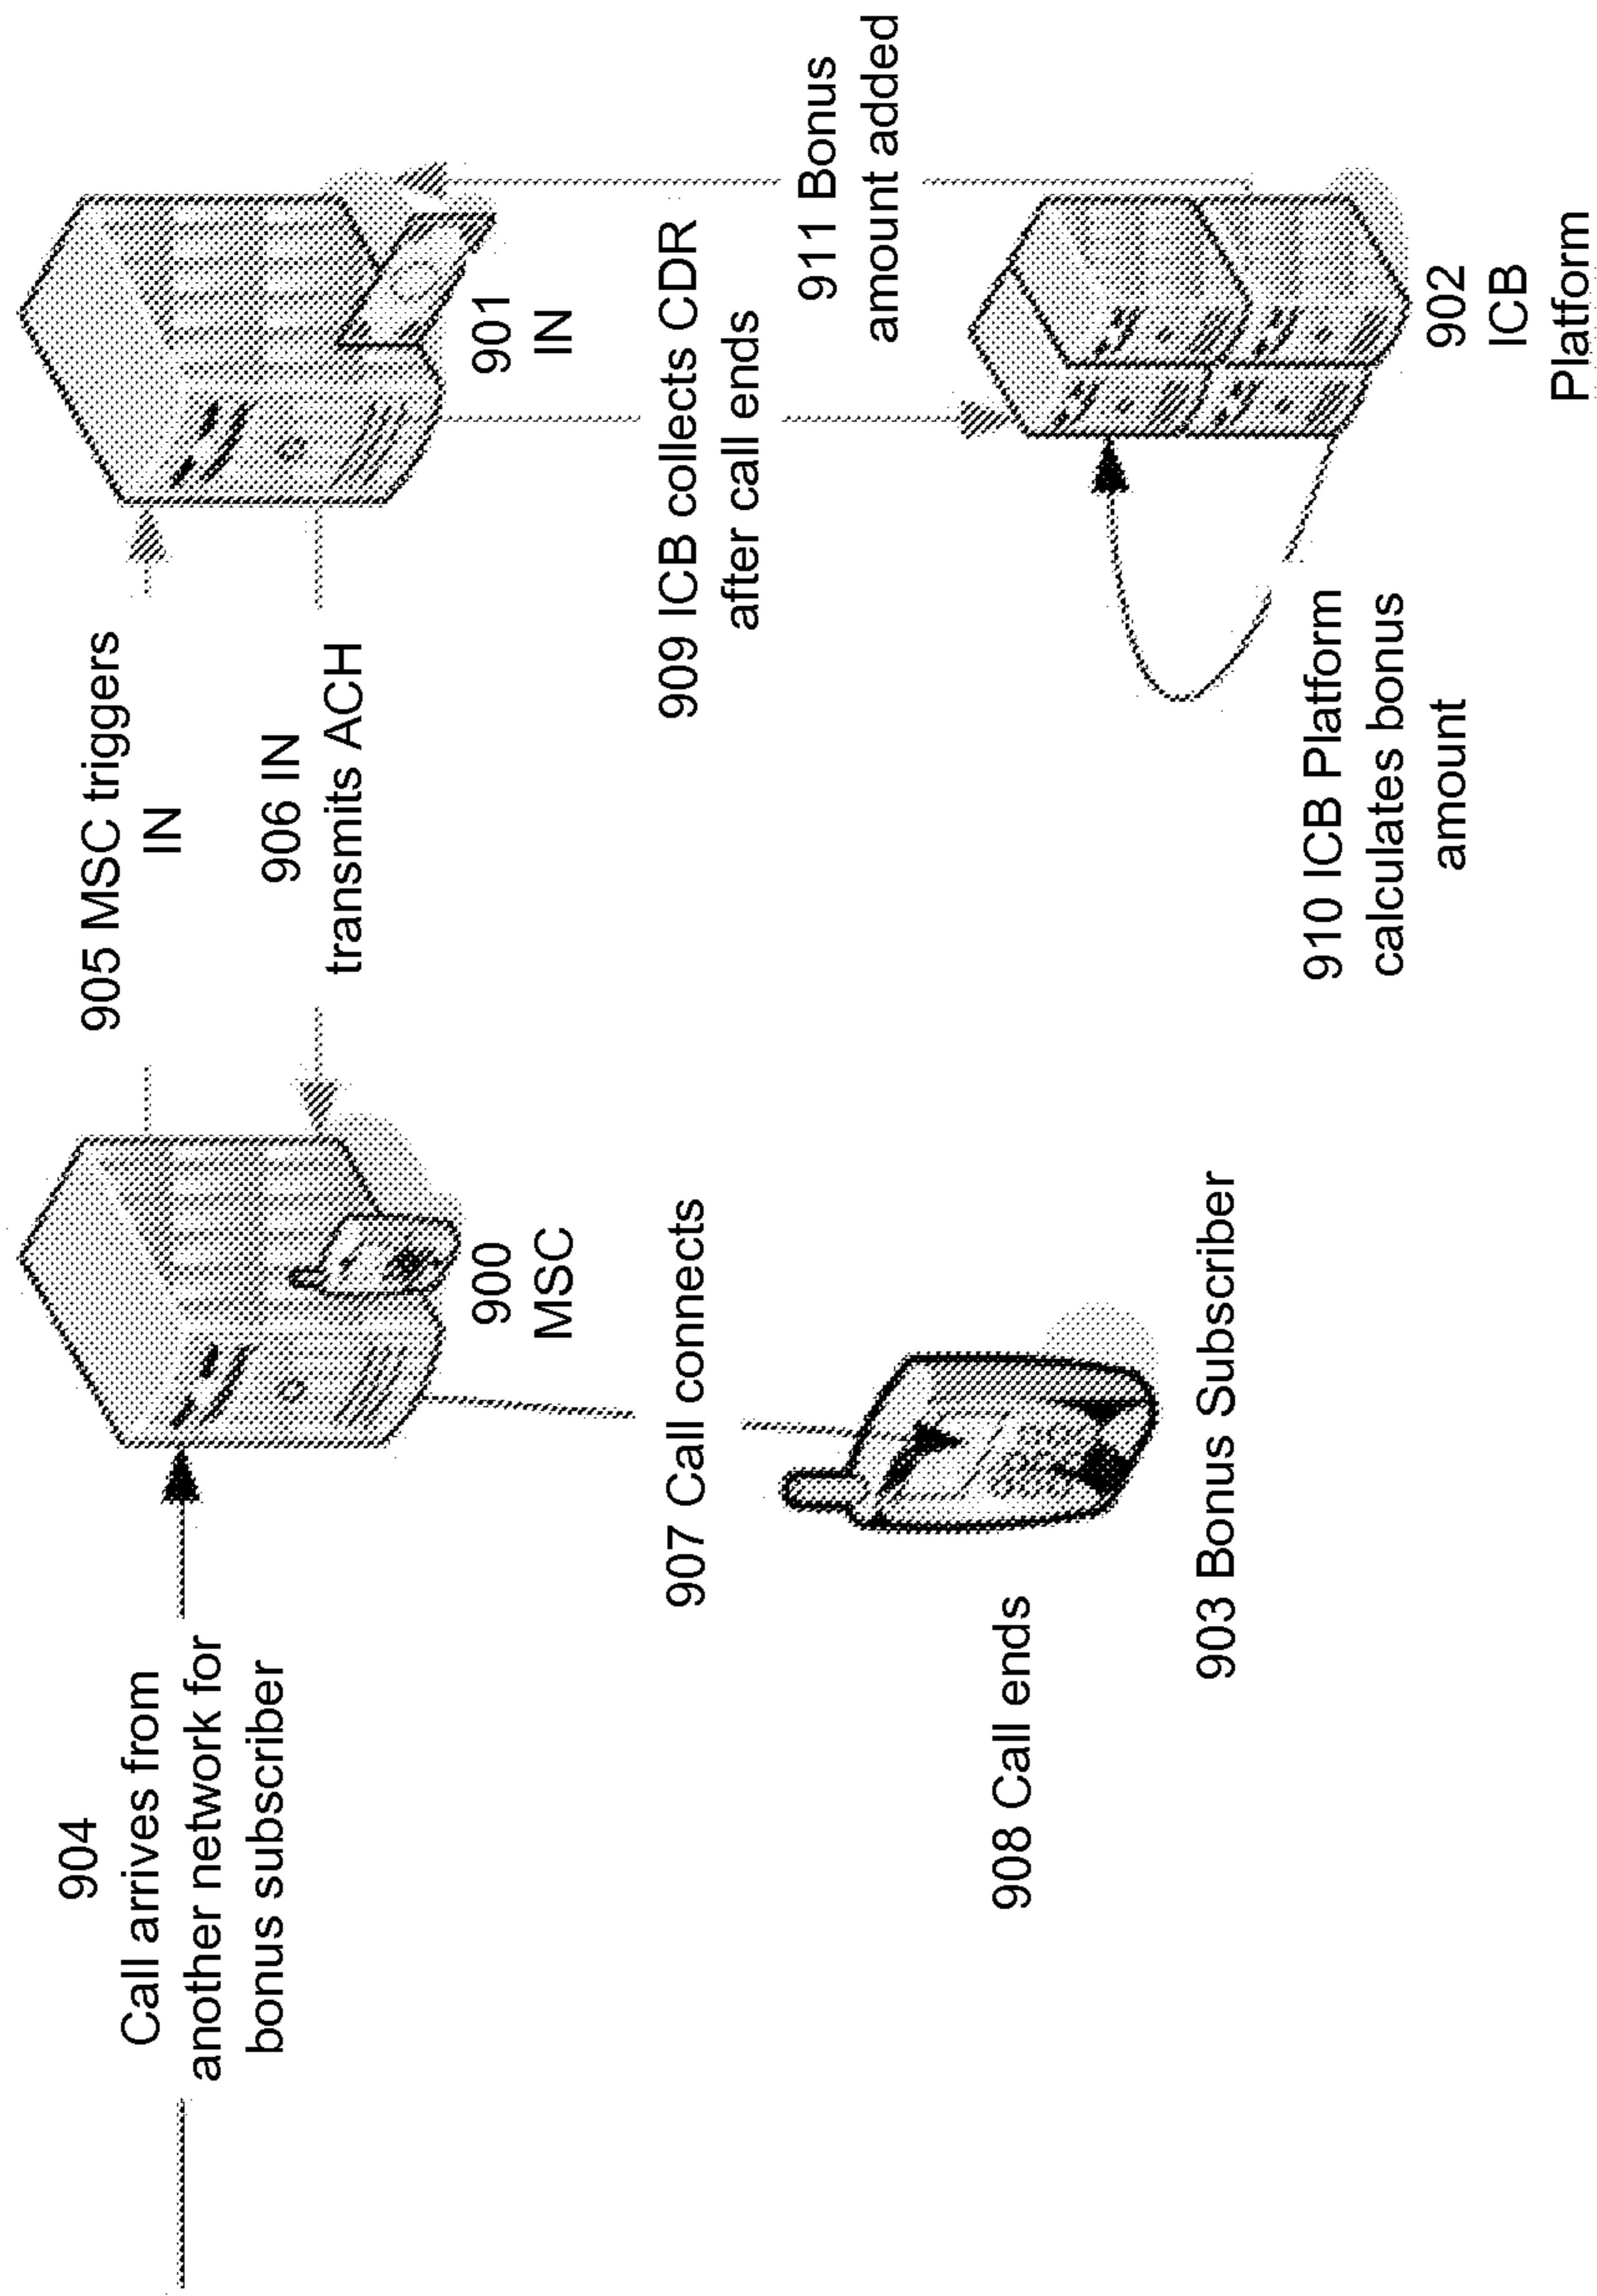 904
Call arrives from
another network for
bonus subscriber
905 MSC triggers
IN
906 IN
transmits ACH
900
MSC
901
IN
907 Call connects
909 ICB collects CDR
after call ends
911 Bonus
amount added
908 Call ends
903 Bonus Subscriber
910 ICB Platform
calculates bonus
amount
902
ICB
Platform